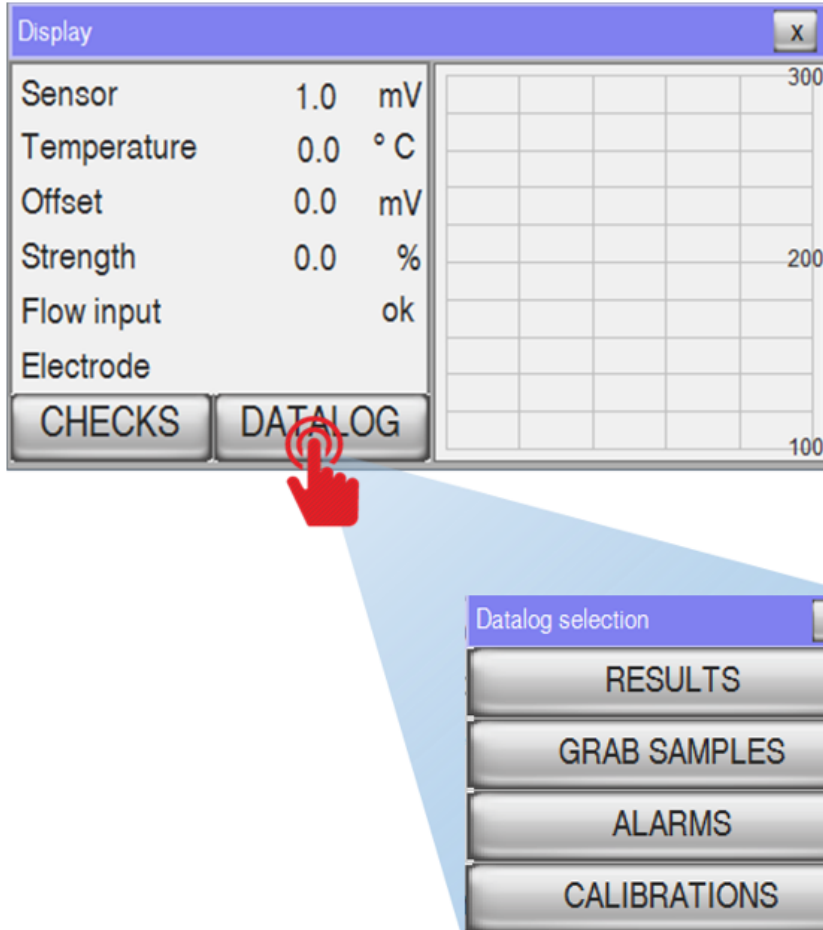 Display
x
Sensor 1.0 mV
Temperature 0.0 ° C
Offset 0.0 mV
Strength 0.0 %
Flow input ok
Electrode
CHECKS DATALOG
300
200
100
Datalog selection
RESULTS
GRAB SAMPLES
ALARMS
CALIBRATIONS